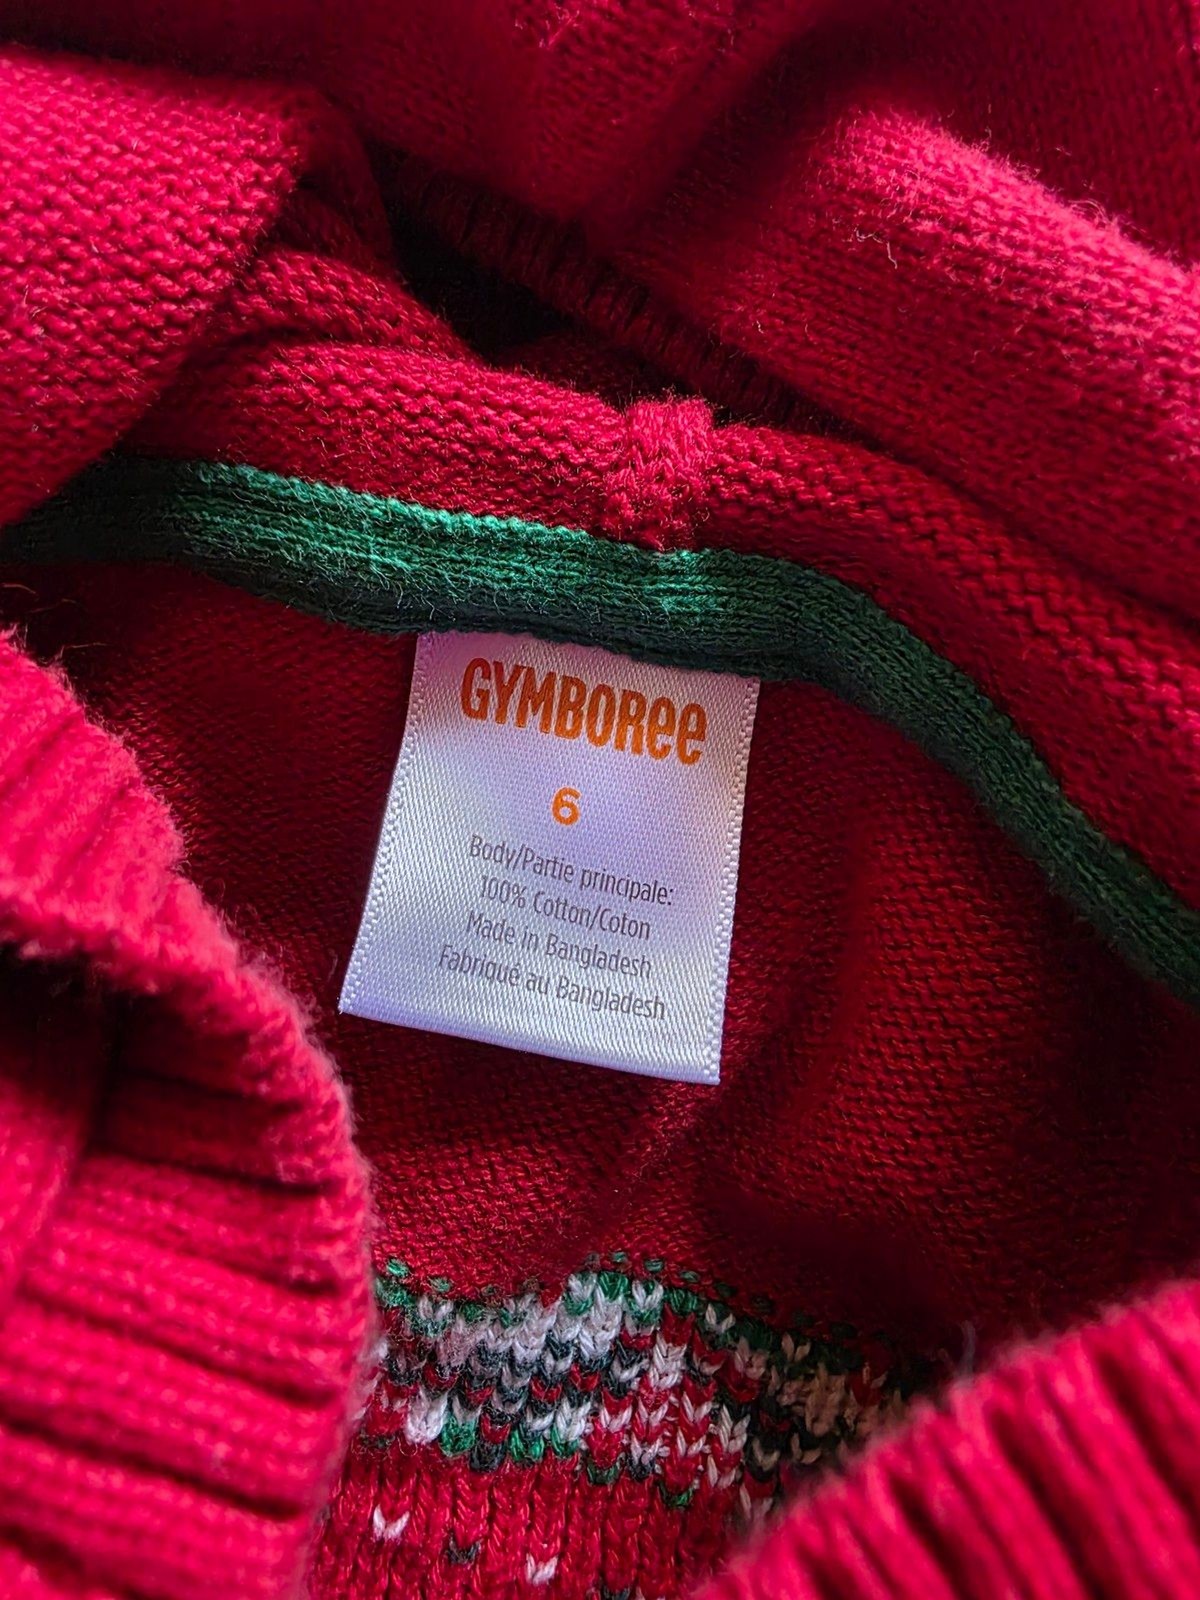 GYMBOREE
6
Body/Partie principale:
100% Cotton/Coton
Made in Bangladesh
Fabriqué au Bangladesh